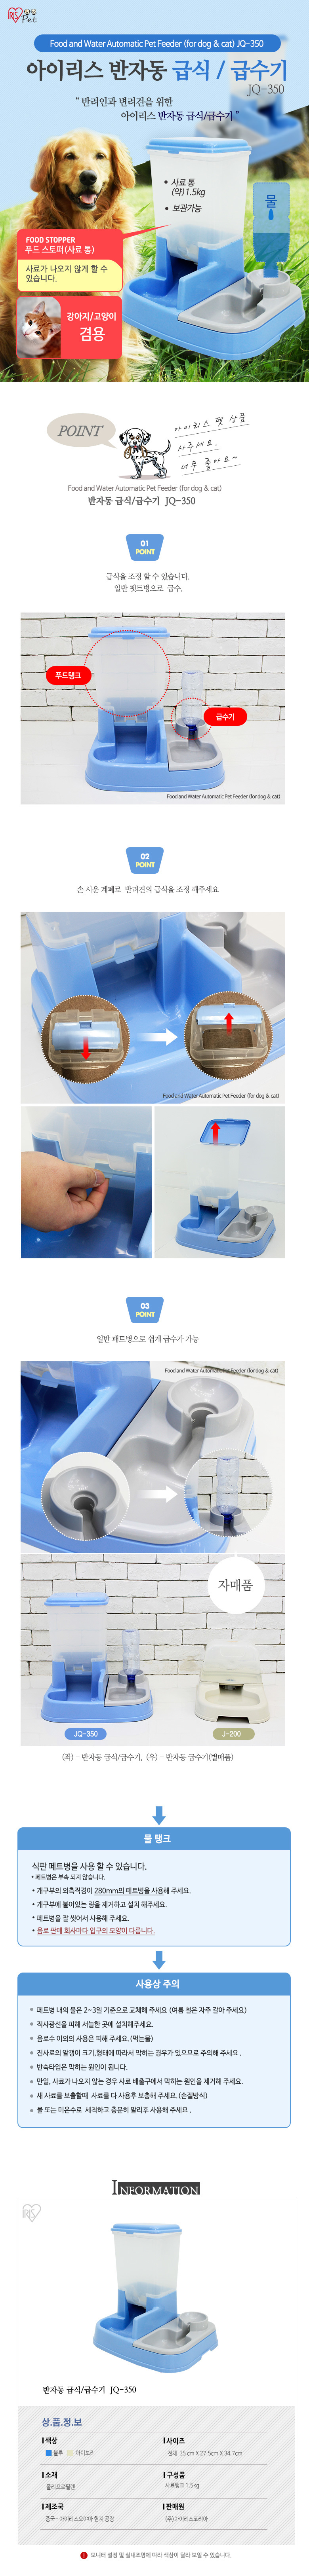 IRIS Pet
Food and Water Automatic Pet Feeder (for dog & cat) JQ-350
아이리스 반자동 급식 / 급수기
JQ-350
" 반려인과 반려견을 위한
아이리스 반자동 급식/급수기 "
• 사료 통
(약)1.5kg
• 보관가능
물
FOOD STOPPER
푸드 스토퍼(사료 통)
사료가 나오지 않게 할 수
있습니다.
강아지/고양이
겸용
POINT
아이리스 펫 상품
사주세요.
너무 좋아요~
Food and Water Automatic Pet Feeder (for dog & cat)
반자동 급식/급수기 JQ-350
01
POINT
급식을 조정 할 수 있습니다.
일반 펫트병으로 급수.
푸드탱크
급수기
Food and Water Automatic Pet Feeder (for dog & cat)
02
POINT
손 시운 계폐로 반려견의 급식을 조정 해주세요
Food and Water Automatic Pet Feeder (for dog & cat)
03
POINT
일반 페트병으로 쉽게 급수가 가능
Food and Water Automatic Pet Feeder (for dog & cat)
자매품
JQ-350
J-200
(좌) - 반자동 급식/급수기, (우) - 반자동 급수기(별매품)
물 탱크
식판 페트병을 사용 할 수 있습니다.
* 페트병은 부속 되지 않습니다.
• 개구부의 외측직경이 280mm의 페트병을 사용해 주세요.
• 개구부에 붙어있는 링을 제거하고 설치 해주세요.
• 페트병을 잘 씻어서 사용해 주세요.
• 음료 판매 회사마다 입구의 모양이 다릅니다.
사용상 주의
페트병 내의 물은 2~3일 기준으로 교체해 주세요 (여름 철은 자주 갈아 주세요)
직사광선을 피해 서늘한 곳에 설치해주세요.
음료수 이외의 사용은 피해 주세요.(먹는물)
진사료의 알갱이 크기,형태에 따라서 막히는 경우가 있으므로 주의해 주세요 .
반숙타입은 막히는 원인이 됩니다.
만일, 사료가 나오지 않는 경우 사료 배출구에서 막히는 원인을 제거해 주세요.
새 사료를 보출할때 사료를 다 사용후 보충해 주세요.(손질방식)
물 또는 미온수로 세척하고 충분히 말리후 사용해 주세요 .
INFORMATION
IRIS
반자동 급식/급수기 JQ-350
상.품.정.보
색상
블루 아이보리
사이즈
전체 35 cm X 27.5cm X 34.7cm
소재
폴리프로필렌
구성품
사료탱크 1.5kg
제조국
중국- 아이리스오야마 현지 공장
판매원
(주)아이리스코리아
! 모니터 설정 및 실내조명에 따라 색상이 달라 보일 수 있습니다.